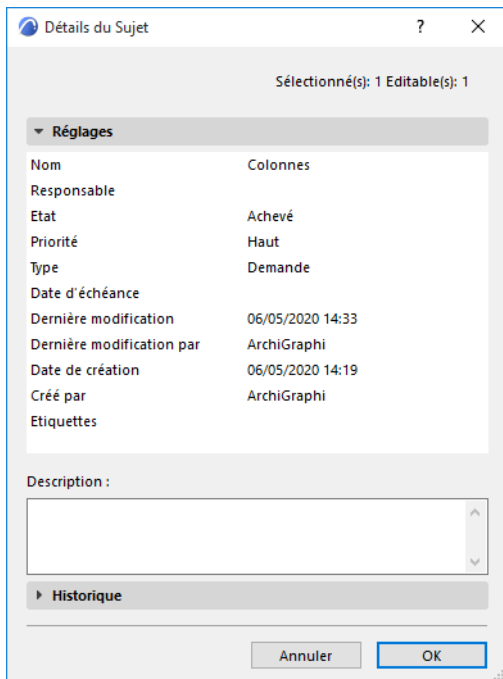 Détails du Sujet ?
Sélectionné(s): 1 Editable(s): 1
Réglages
Nom Colonnes
Responsable
Etat Achevé
Priorité Haut
Type Demande
Date d'échéance
Dernière modification 06/05/2020 14:33
Dernière modification par ArchiGraphi
Date de création 06/05/2020 14:19
Créé par ArchiGraphi
Etiquettes
Description :
Historique
Annuler OK